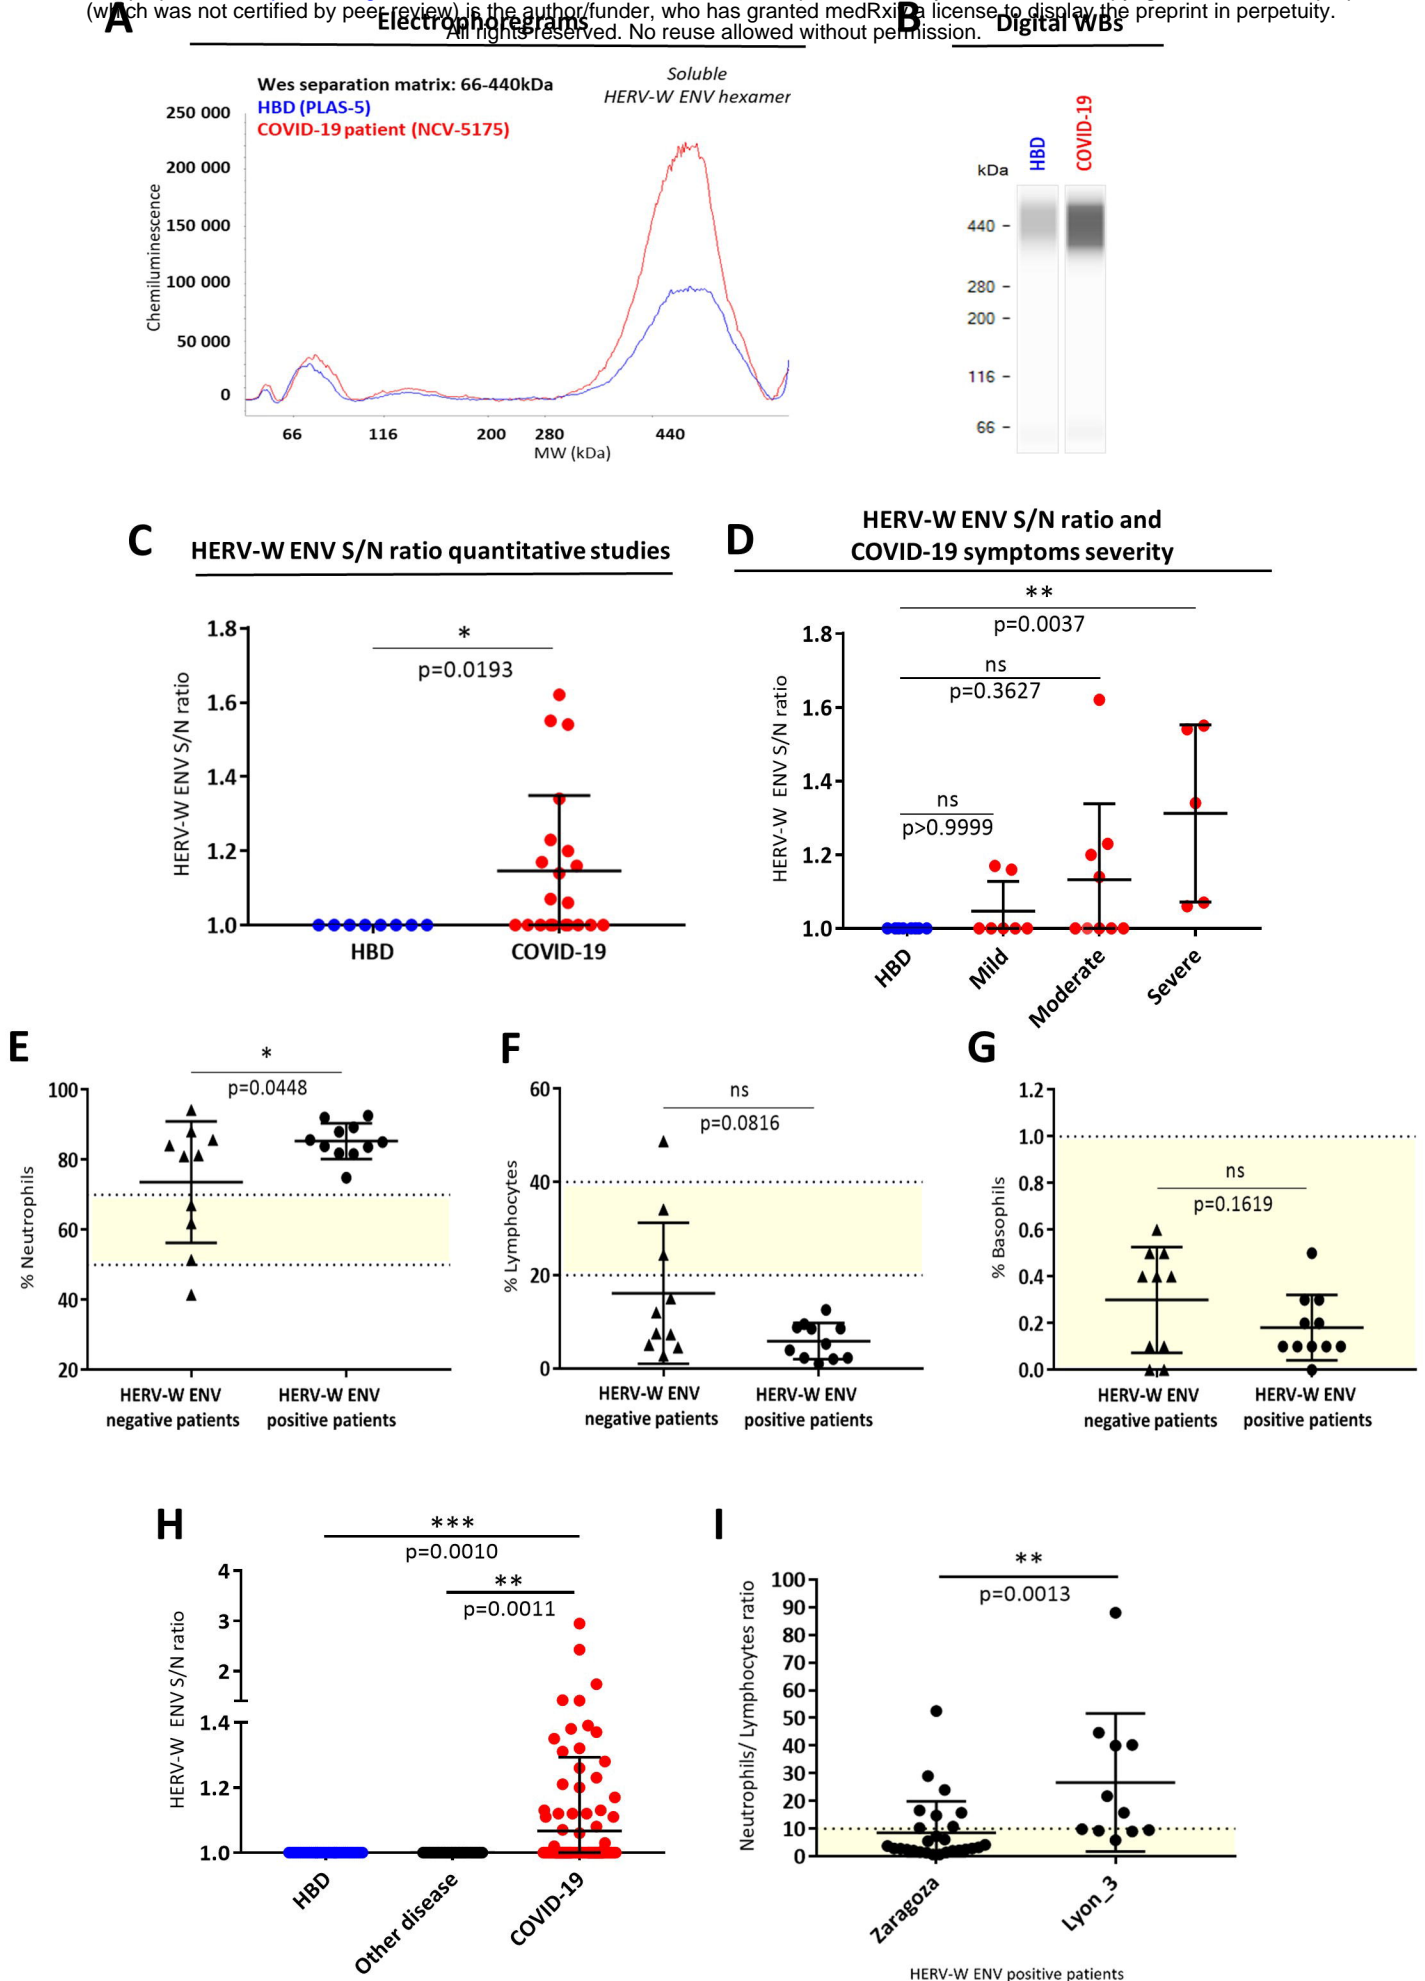 (which was not certified by peer review) is the author/funder, who has granted medRxiv a license to display the preprint in perpetuity.
All rights reserved. No reuse allowed without permission.
A
Electrophoregrams
Wes separation matrix: 66-440kDa
HBD (PLAS-5)
COVID-19 patient (NCV-5175)
Soluble
HERV-W ENV hexamer
Chemiluminescence
250 000
200 000
150 000
100 000
50 000
0
66 116 200 280 440
MW (kDa)
B
Digital WBs
HBD
COVID-19
kDa
440
280
200
116
66
C
HERV-W ENV S/N ratio quantitative studies
HERV-W ENV S/N ratio
*
p=0.0193
1.8
1.6
1.4
1.2
1.0
HBD COVID-19
D
HERV-W ENV S/N ratio and
COVID-19 symptoms severity
HERV-W ENV S/N ratio
**
p=0.0037
ns
p=0.3627
ns
p>0.9999
1.8
1.6
1.4
1.2
1.0
HBD
Mild
Moderate
Severe
E
% Neutrophils
*
p=0.0448
100
80
60
40
20
HERV-W ENV
negative patients
HERV-W ENV
positive patients
F
% Lymphocytes
ns
p=0.0816
60
40
20
0
HERV-W ENV
negative patients
HERV-W ENV
positive patients
G
% Basophils
1.2
1.0
0.8
0.6
0.4
0.2
0.0
ns
p=0.1619
HERV-W ENV
negative patients
HERV-W ENV
positive patients
H
HERV-W ENV S/N ratio
***
p=0.0010
**
p=0.0011
4
3
2
1.4
1.2
1.0
HBD
Other disease
COVID-19
I
Neutrophils/ Lymphocytes ratio
**
p=0.0013
100
90
80
70
60
50
40
30
20
10
0
Zaragoza
Lyon_3
HERV-W ENV positive patients